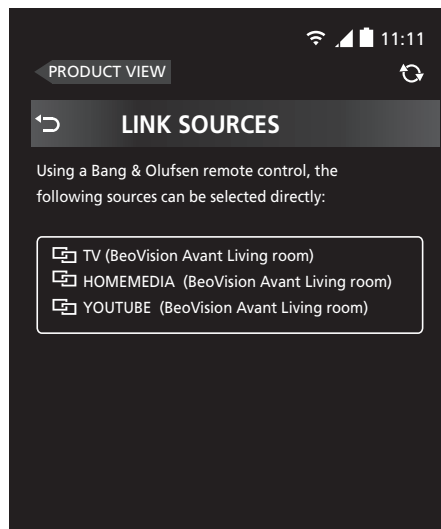 11:11
PRODUCT VIEW
LINK SOURCES
Using a Bang & Olufsen remote control, the
following sources can be selected directly:
TV (BeoVision Avant Living room)
HOMEMEDIA (BeoVision Avant Living room)
YOUTUBE (BeoVision Avant Living room)